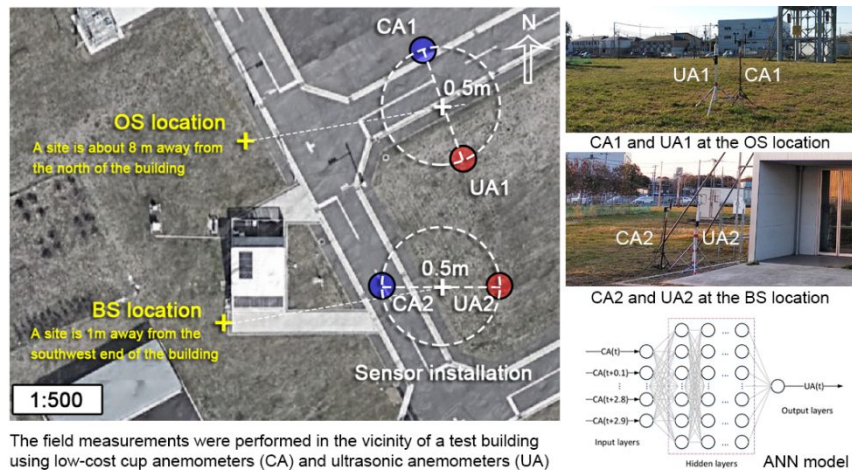 CA1
N
0.5m
OS location
A site is about 8 m away from
the north of the building
UA1
0.5m
CA2
UA2
BS location
A site is 1m away from the
southwest end of the building
Sensor installation
1:500
The field measurements were performed in the vicinity of a test building
using low-cost cup anemometers (CA) and ultrasonic anemometers (UA)
UA1
CA1
CA1 and UA1 at the OS location
CA2
UA2
CA2 and UA2 at the BS location
CA(t)
CA(t+0.1)
CA(t+2.8)
CA(t+2.9)
Input layers
Hidden layers
UA(t)
Output layers
ANN model